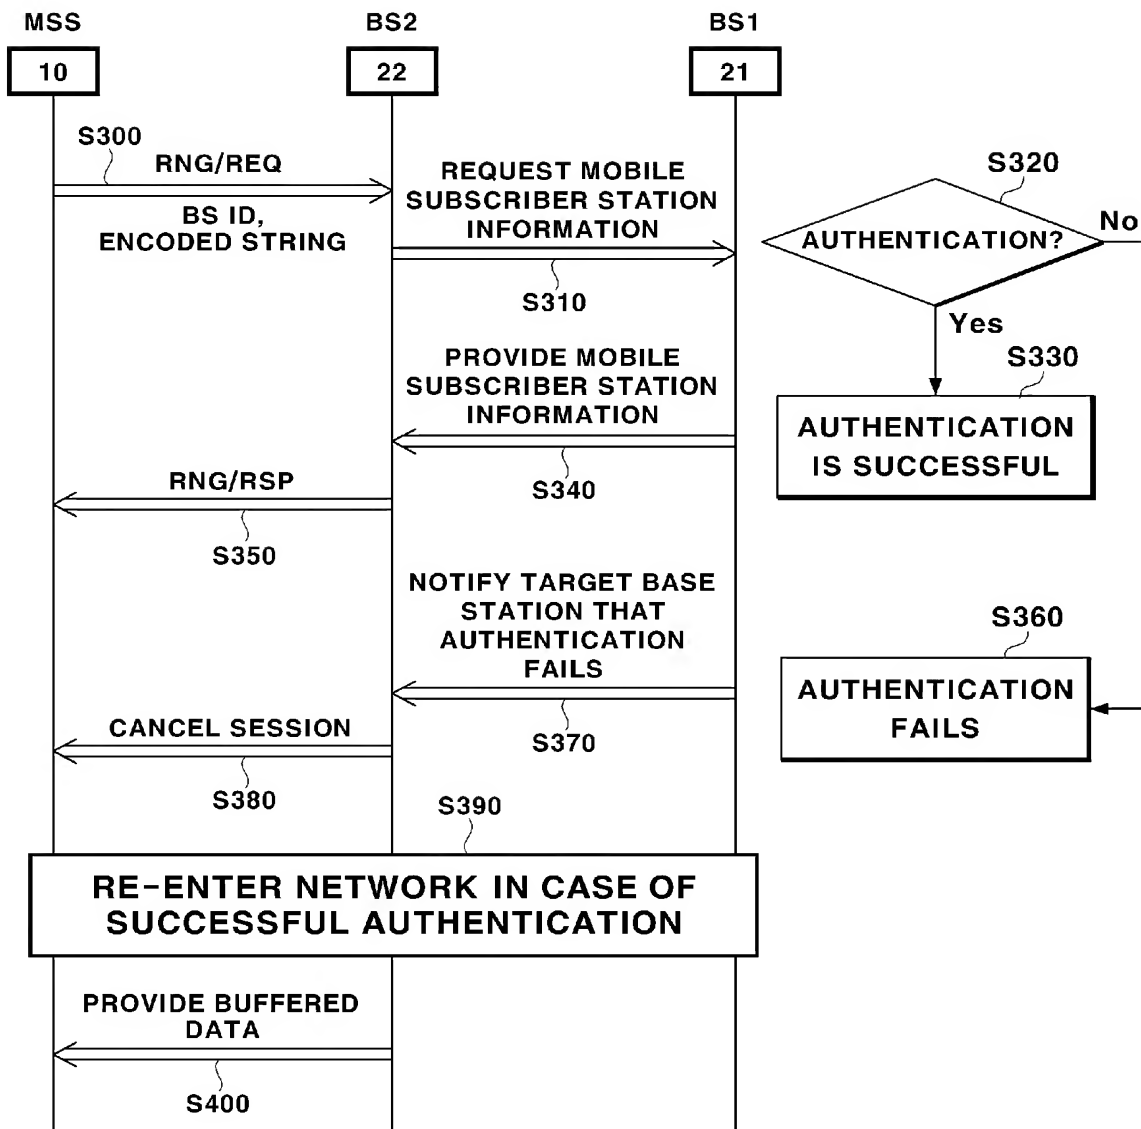 MSS
BS2
BS1
10
22
21
S300
RNG/REQ
BS ID,
ENCODED STRING
REQUEST MOBILE
SUBSCRIBER STATION
INFORMATION
S310
S320
AUTHENTICATION?
No
Yes
S330
AUTHENTICATION
IS SUCCESSFUL
PROVIDE MOBILE
SUBSCRIBER STATION
INFORMATION
S340
RNG/RSP
S350
NOTIFY TARGET BASE
STATION THAT
AUTHENTICATION
FAILS
S370
S360
AUTHENTICATION
FAILS
CANCEL SESSION
S380
S390
RE-ENTER NETWORK IN CASE OF
SUCCESSFUL AUTHENTICATION
PROVIDE BUFFERED
DATA
S400